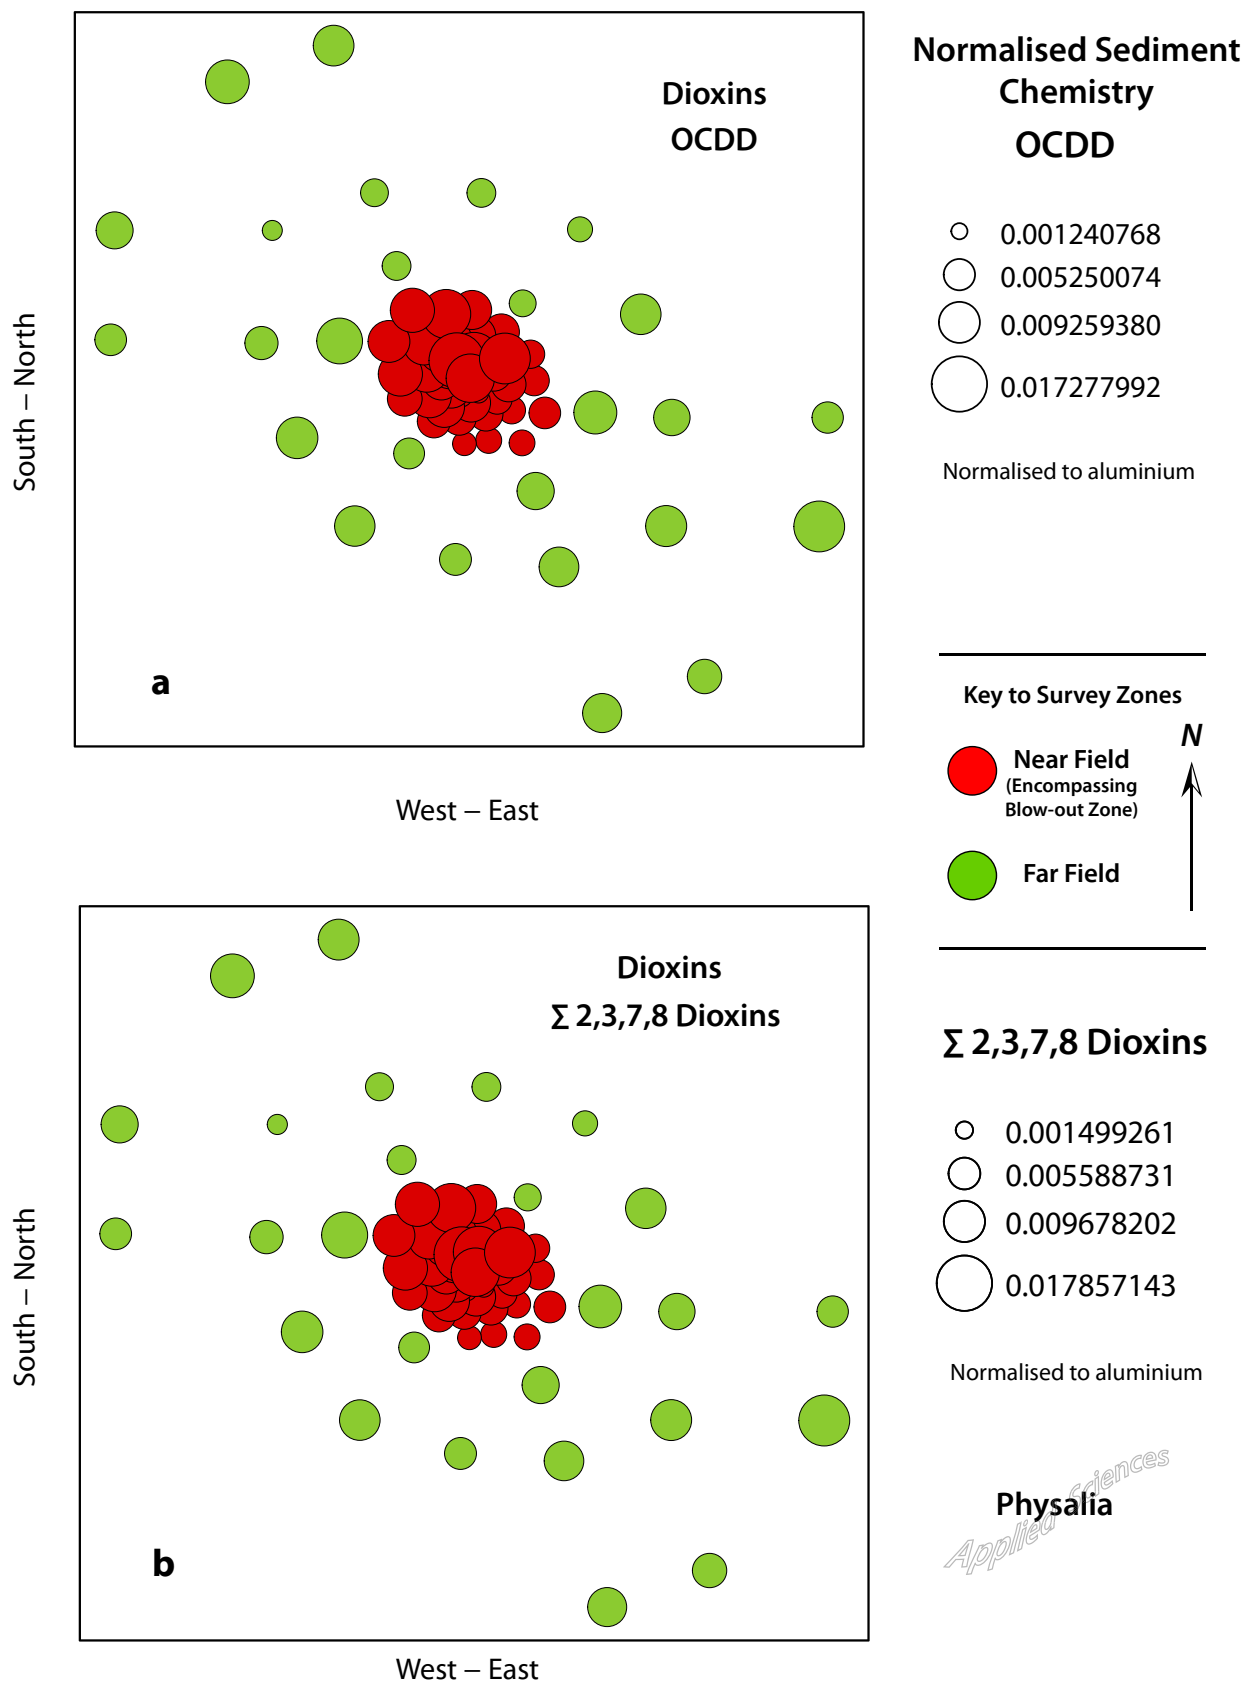 Dioxins
OCDD
a
South – North
West – East
Normalised Sediment
Chemistry
OCDD
0.001240768
0.005250074
0.009259380
0.017277992
Normalised to aluminium
Key to Survey Zones
N
Near Field
(Encompassing
Blow-out Zone)
Far Field
Dioxins
Σ 2,3,7,8 Dioxins
b
South – North
West – East
Σ 2,3,7,8 Dioxins
0.001499261
0.005588731
0.009678202
0.017857143
Normalised to aluminium
Physalia
Applied Sciences